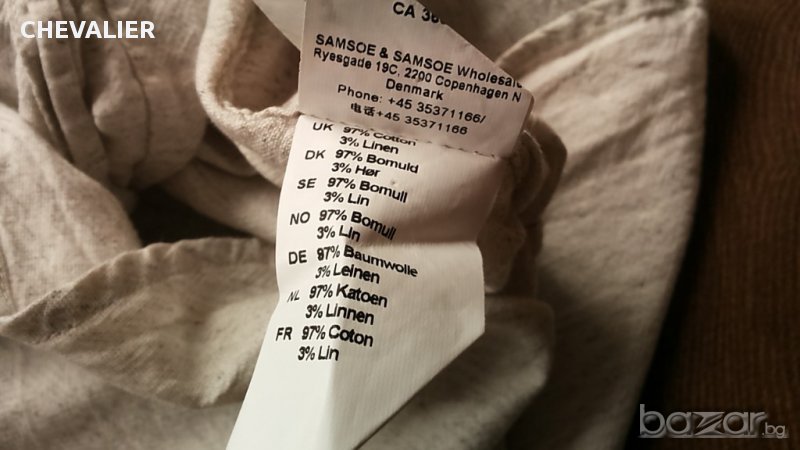 CHEVALIER
CA
SAMSOE & SAMSOE Wholesale
Ryesgade 19C, 2200 Copenhagen N
Denmark
Phone: +45 35371166/
电话+45 35371166
UK 97% Cotton
3% Linen
DK 97% Bomuld
3% Hør
SE 97% Bomull
3% Lin
NO 97% Bomull
3% Lin
DE 97% Baumwolle
3% Leinen
NL 97% Katoen
3% Linnen
FR 97% Coton
3% Lin
bazar.bg